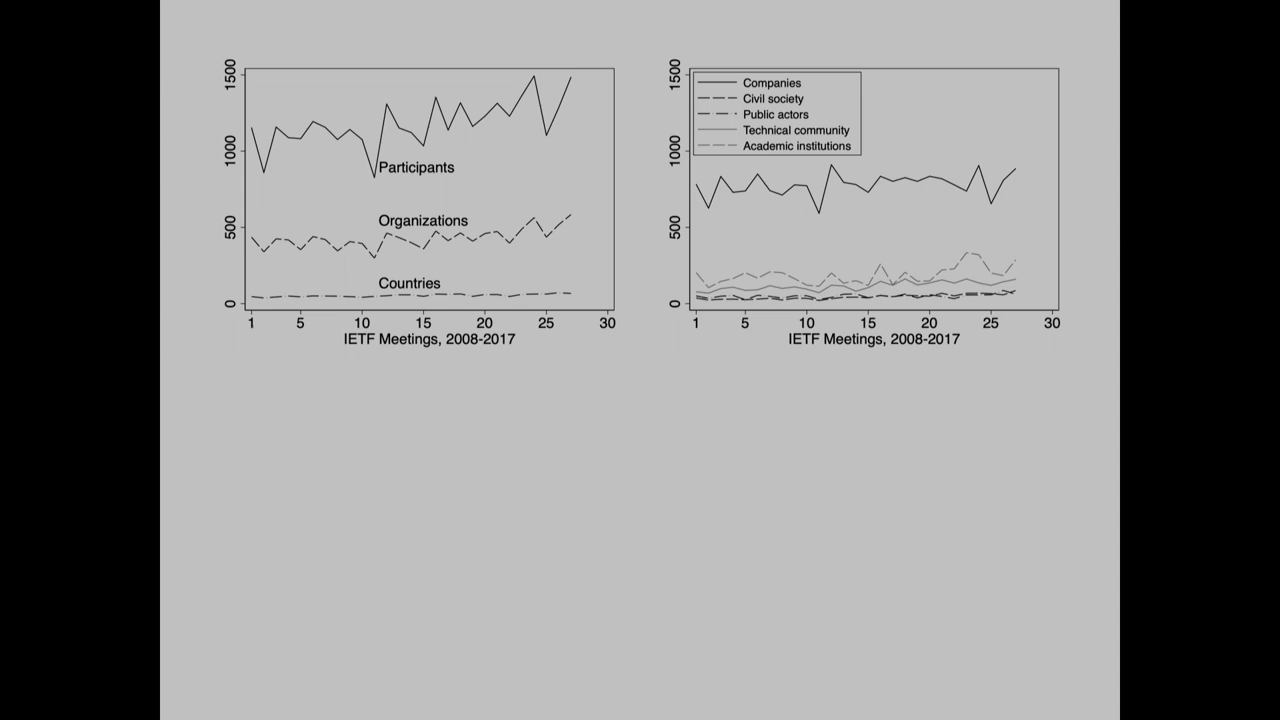 1500
1000
500
0
Participants
Organizations
Countries
1 5 10 15 20 25 30
IETF Meetings, 2008-2017
1500
1000
500
0
Companies
Civil society
Public actors
Technical community
Academic institutions
1 5 10 15 20 25 30
IETF Meetings, 2008-2017